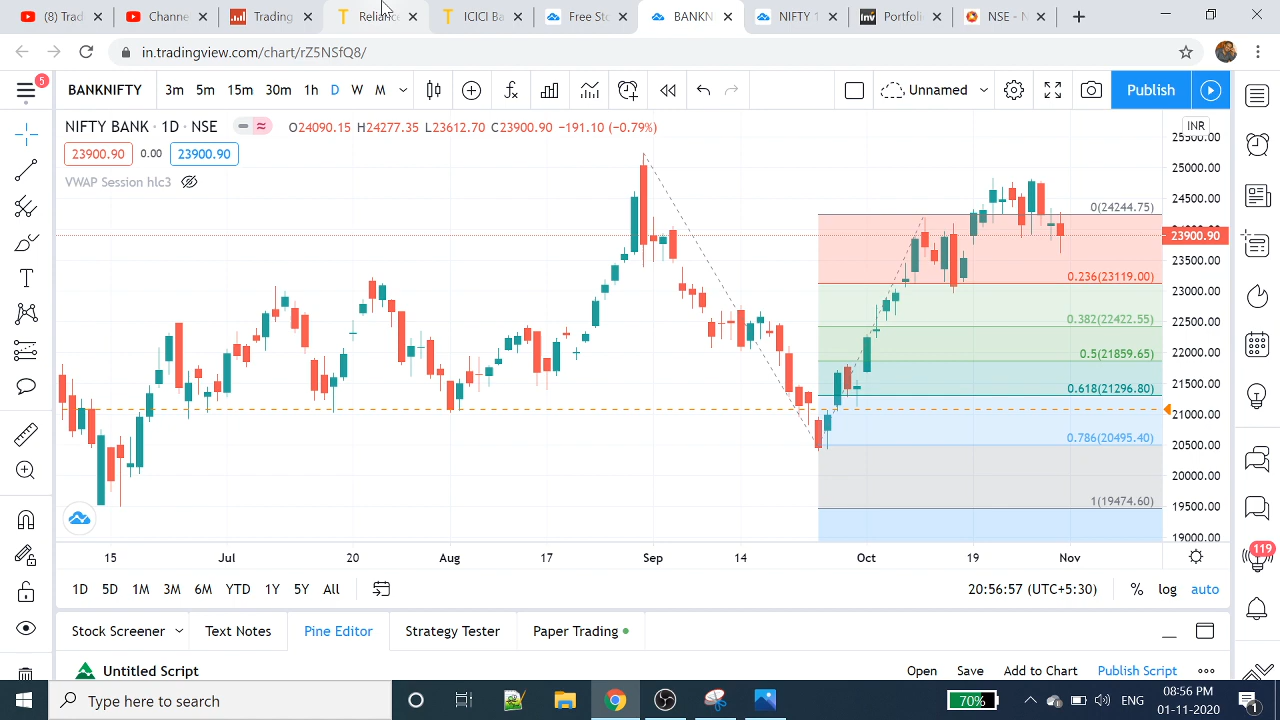 (8) Trad
Channe
Trading
Relianc
ICICI Ba
Free St
BANKN
NIFTY 1
Inv
Portfoli
NSE - N
in.tradingview.com/chart/rZ5NSfQ8/
5
BANKNIFTY
3m
5m
15m
30m
1h
D
W
M
Unnamed
Publish
NIFTY BANK · 1D · NSE
O24090.15 H24277.35 L23612.70 C23900.90 -191.10 (-0.79%)
INR
23900.90
0.00
23900.90
VWAP Session hlc3
25500.00
25000.00
24500.00
23900.90
23500.00
23000.00
22500.00
22000.00
21500.00
21000.00
20500.00
20000.00
19500.00
19000.00
0(24244.75)
0.236(23119.00)
0.382(22422.55)
0.5(21859.65)
0.618(21296.80)
0.786(20495.40)
1(19474.60)
15
Jul
20
Aug
17
Sep
14
Oct
19
Nov
119
1D
5D
1M
3M
6M
YTD
1Y
5Y
All
20:56:57 (UTC+5:30)
%
log
auto
Stock Screener
Text Notes
Pine Editor
Strategy Tester
Paper Trading
Untitled Script
Open
Save
Add to Chart
Publish Script
Type here to search
70%
ENG
08:56 PM
01-11-2020
1